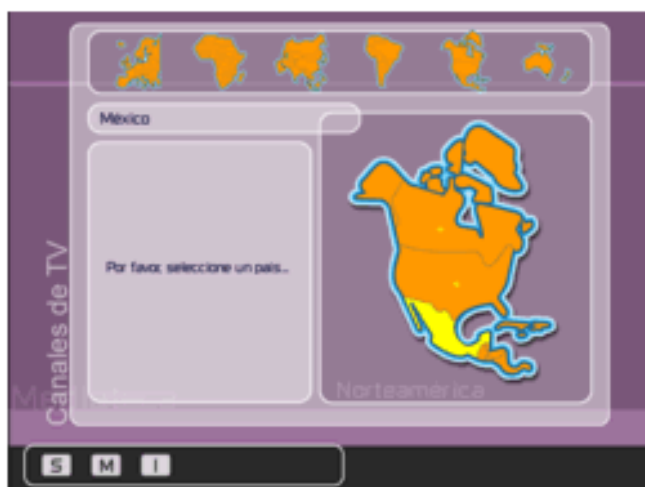 México
Por favor, seleccione un país...
Canales de TV
Norteamérica
S M I